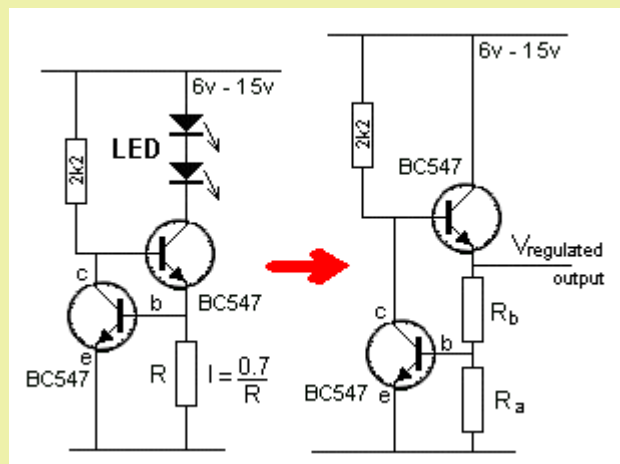 6v - 15v
LED
2k2
c
b
BC547
e
BC547
R
I = 0.7
R
6v - 15v
2k2
BC547
Vregulated
output
Rb
c
b
BC547
e
Ra